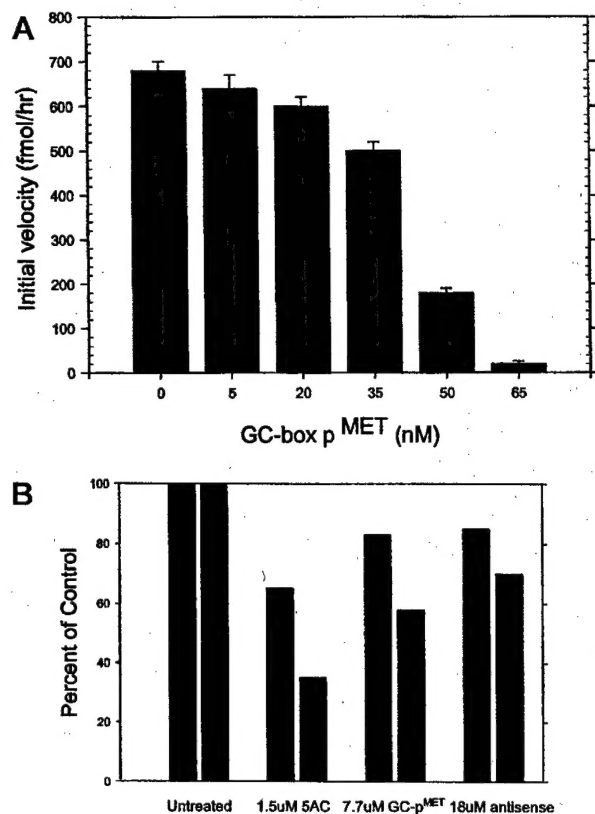 A
800
700
600
500
400
300
200
100
0
Initial velocity (fmol/hr)
0 5 20 35 50 65
GC-box p MET (nM)
B
100
80
60
40
20
0
Percent of Control
Untreated 1.5uM 5AC 7.7uM GC-pMET 18uM antisense